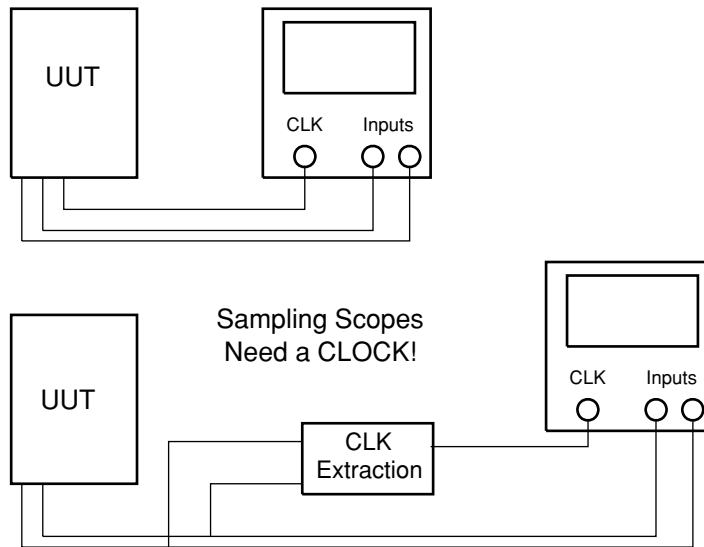 UUT
CLK Inputs
Sampling Scopes
Need a CLOCK!
UUT
CLK Inputs
CLK
Extraction